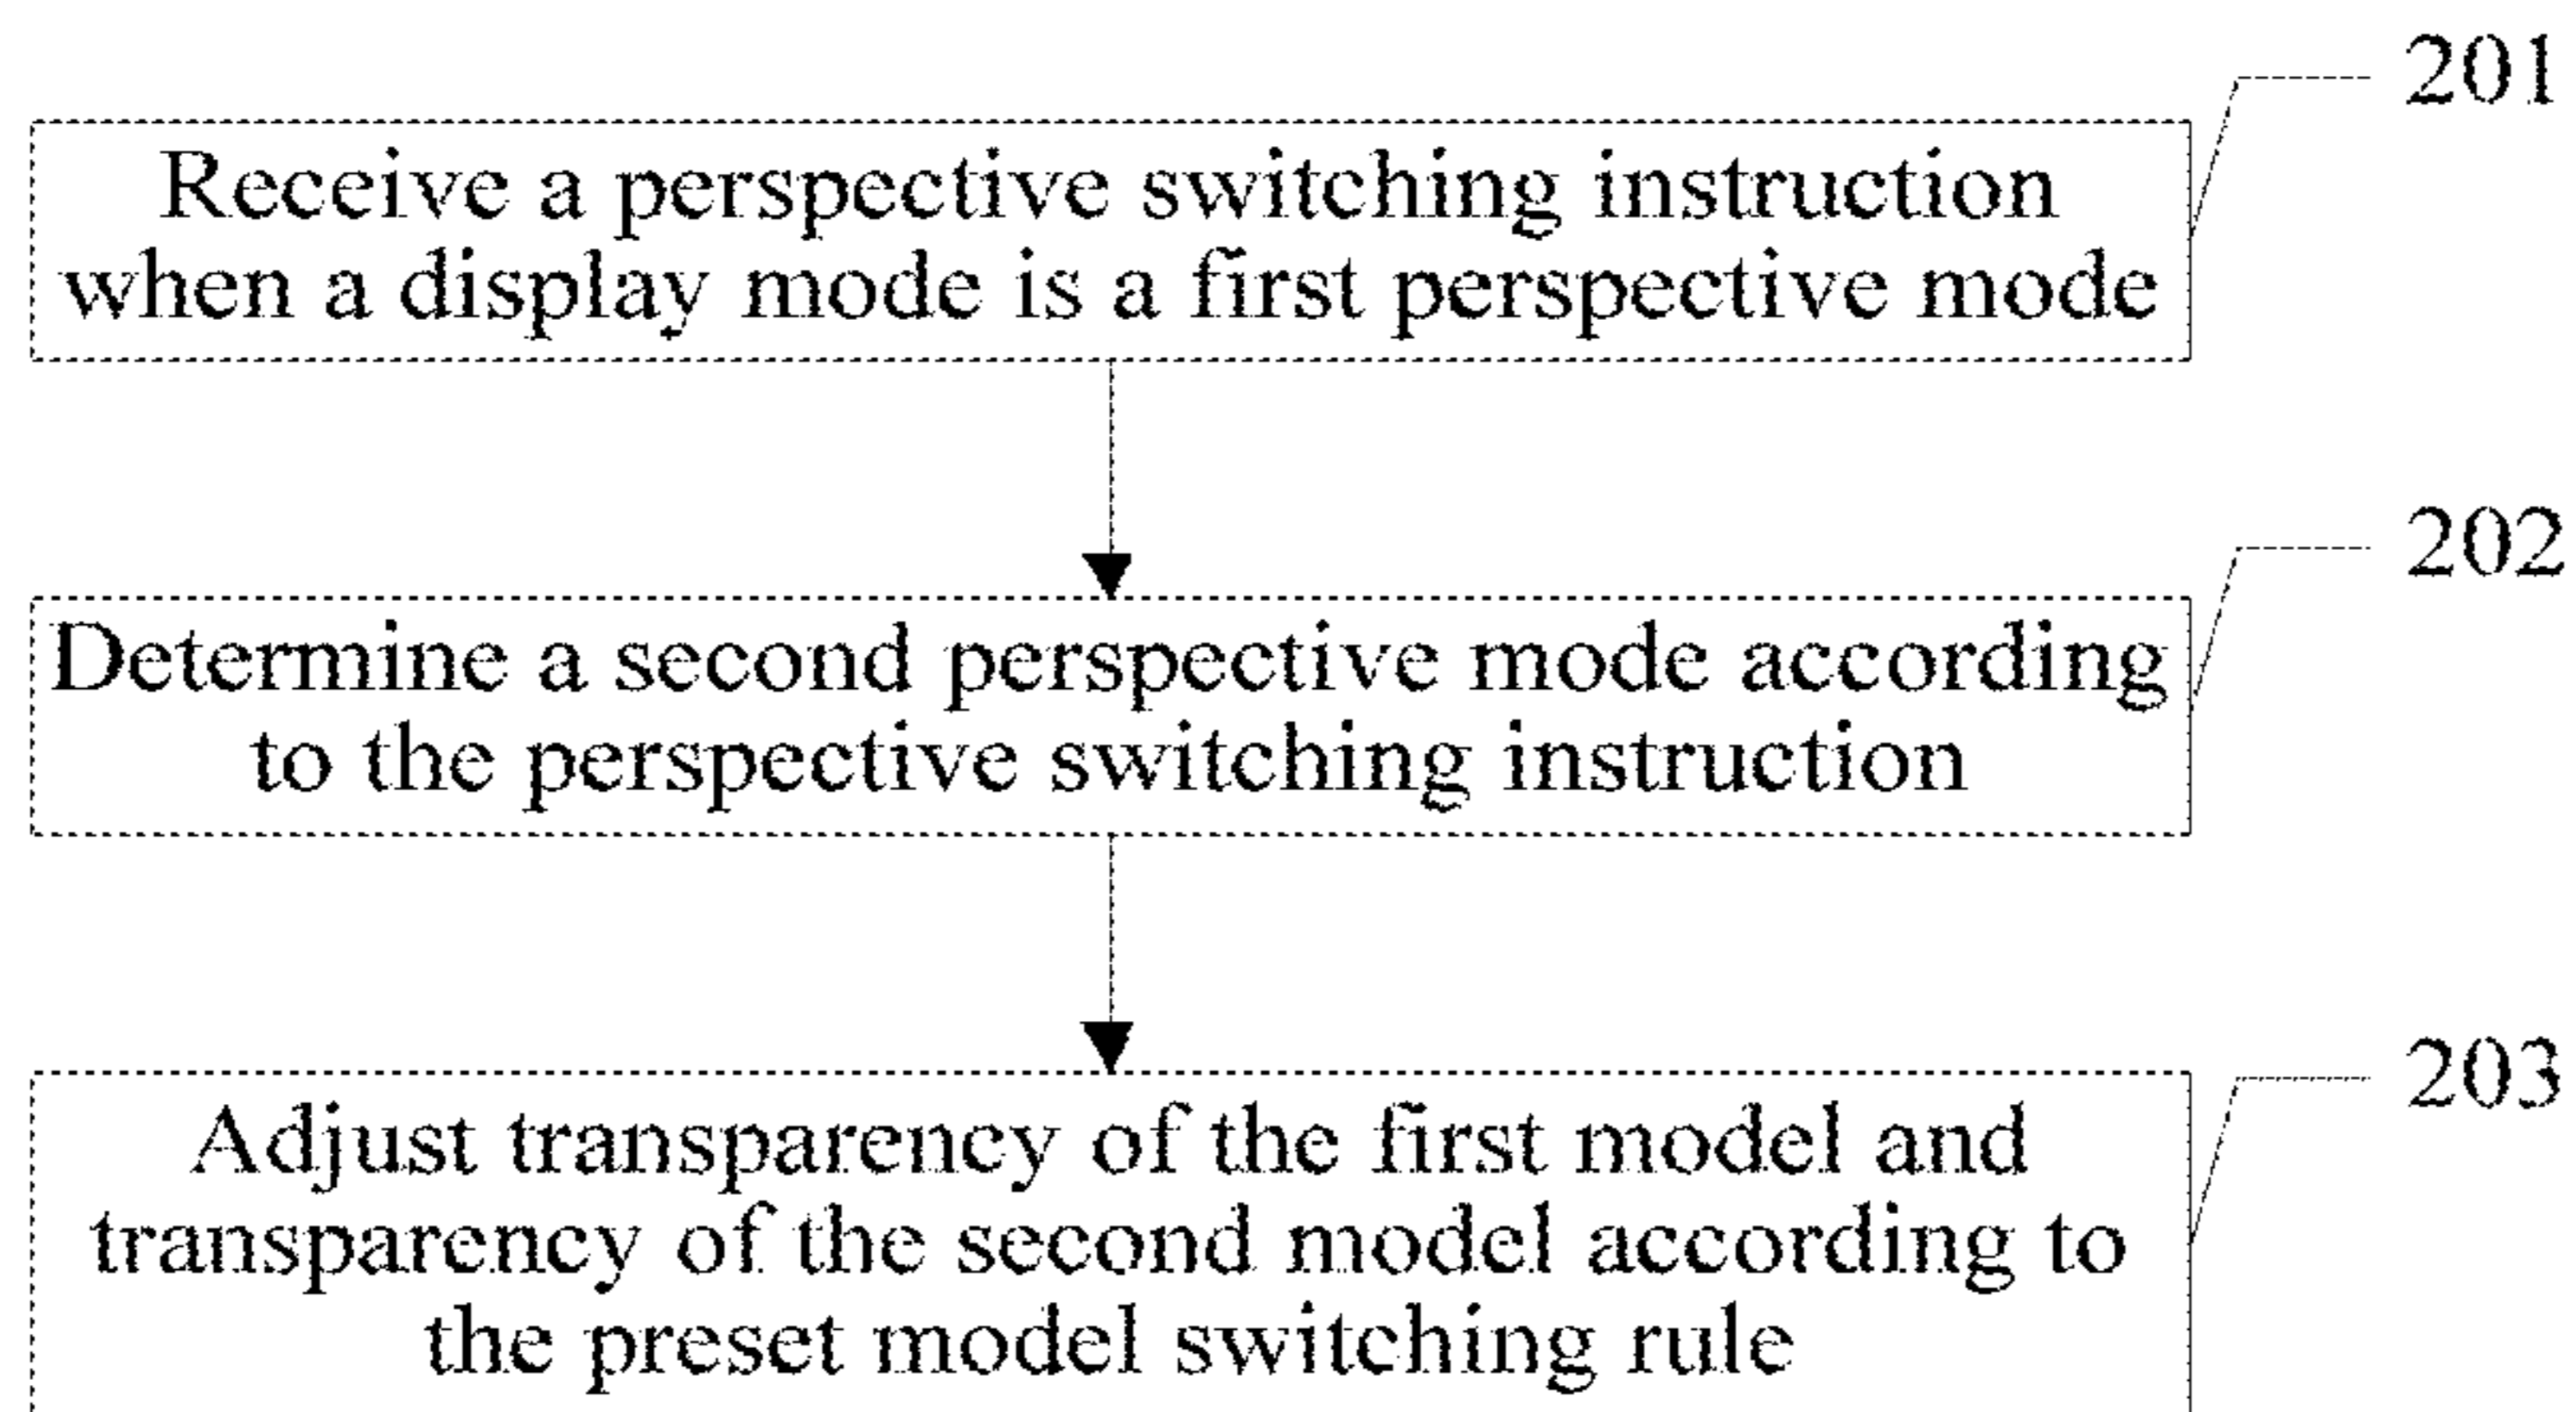 201
Receive a perspective switching instruction
when a display mode is a first perspective mode
202
Determine a second perspective mode according
to the perspective switching instruction
203
Adjust transparency of the first model and
transparency of the second model according to
the preset model switching rule